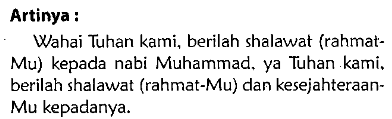 Artinya :
Wahai Tuhan kami, berilah shalawat (rahmat-
Mu) kepada nabi Muhammad, ya Tuhan kami,
berilah shalawat (rahmat-Mu) dan kesejahteraan-
Mu kepadanya.